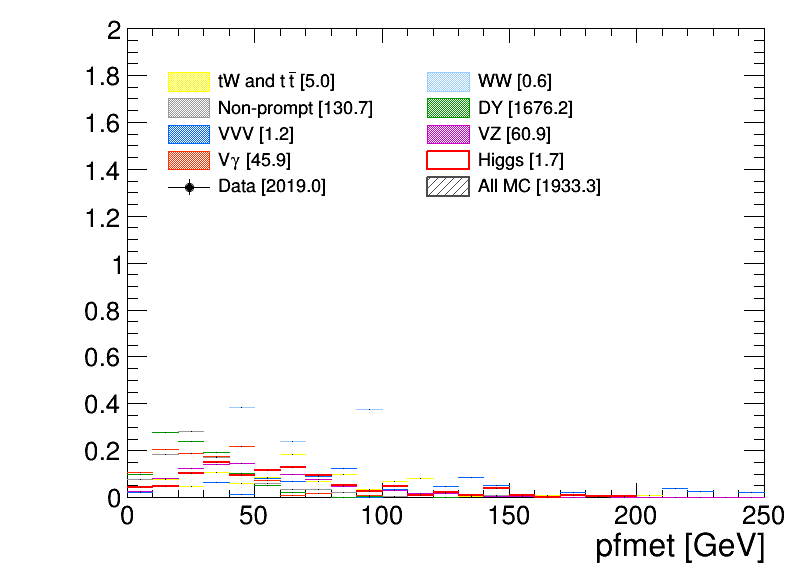 2
1.8
1.6
1.4
1.2
1
0.8
0.6
0.4
0.2
0
tW and t t̄ [5.0]
Non-prompt [130.7]
VVV [1.2]
Vγ [45.9]
Data [2019.0]
WW [0.6]
DY [1676.2]
VZ [60.9]
Higgs [1.7]
All MC [1933.3]
0 50 100 150 200 250
pfmet [GeV]